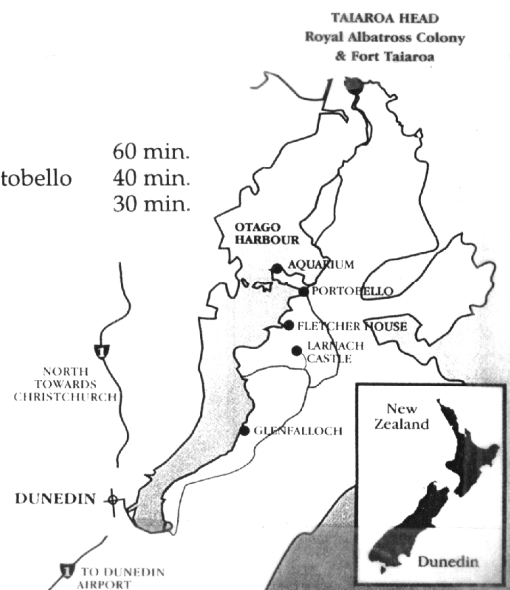 TAIAROA HEAD
Royal Albatross Colony
& Fort Taiaroa
60 min.
tobello 40 min.
30 min.
OTAGO
HARBOUR
AQUARIUM
PORTOBELLO
FLETCHER HOUSE
LARNACH
CASTLE
1
NORTH
TOWARDS
CHRISTCHURCH
GLENFALLOCH
New
Zealand
DUNEDIN
Dunedin
1
TO DUNEDIN
AIRPORT